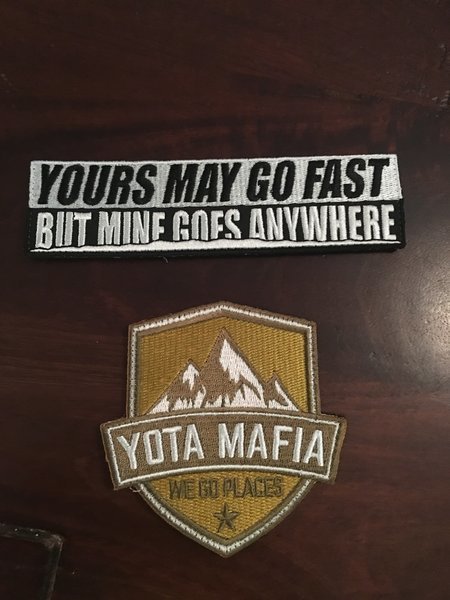 YOURS MAY GO FAST
BUT MINE GOES ANYWHERE
YOTA MAFIA
WE GO PLACES